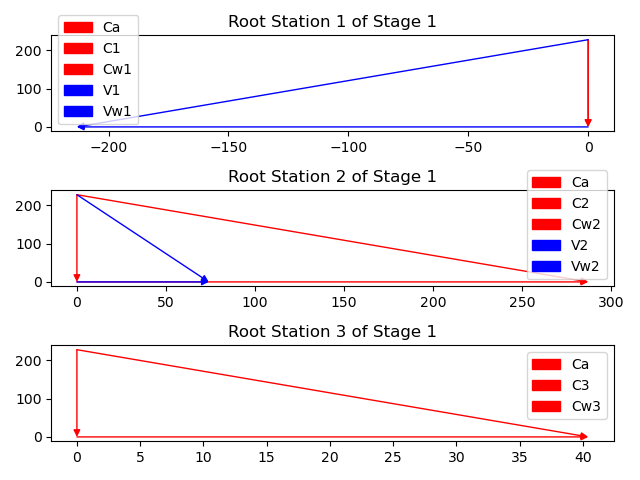 Root Station 1 of Stage 1
Ca
C1
Cw1
V1
Vw1
200
100
0
−200
−150
−100
−50
0
Root Station 2 of Stage 1
Ca
C2
Cw2
V2
Vw2
200
100
0
0
50
100
150
200
250
300
Root Station 3 of Stage 1
Ca
C3
Cw3
200
100
0
0
5
10
15
20
25
30
35
40